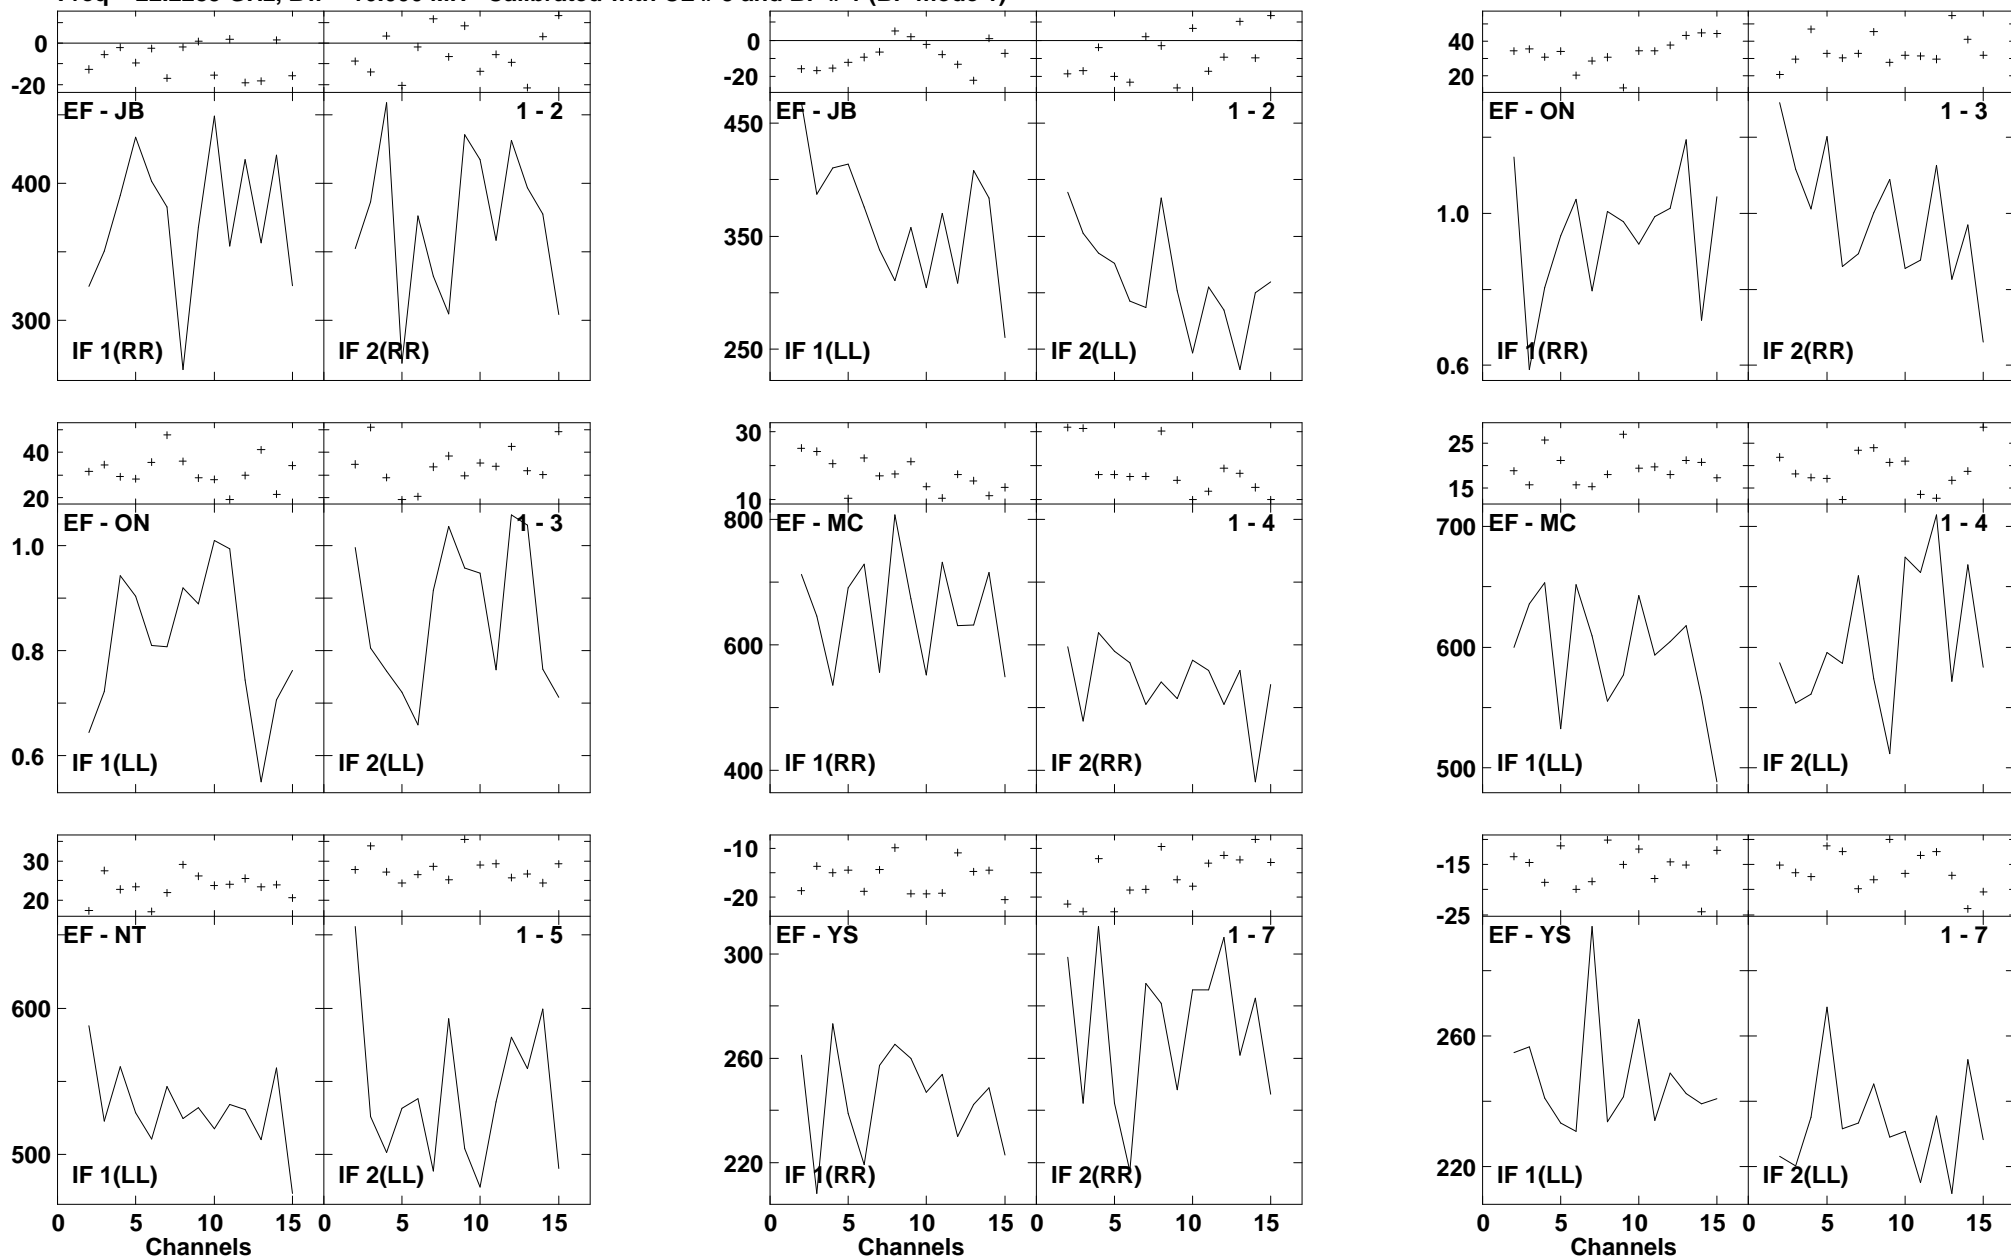 0
-20
EF - JB
1 - 2
400
300
IF 1(RR)
IF 2(RR)
0
-20
EF - JB
1 - 2
450
350
250
IF 1(LL)
IF 2(LL)
40
20
EF - ON
1 - 3
1.0
0.6
IF 1(RR)
IF 2(RR)
40
20
EF - ON
1 - 3
1.0
0.8
0.6
IF 1(LL)
IF 2(LL)
30
10
EF - MC
1 - 4
800
600
400
IF 1(RR)
IF 2(RR)
25
15
EF - MC
1 - 4
700
600
500
IF 1(LL)
IF 2(LL)
30
20
EF - NT
1 - 5
600
500
IF 1(LL)
IF 2(LL)
0 5 10 15 0 5 10 15
Channels
-10
-20
EF - YS
1 - 7
300
260
220
IF 1(RR)
IF 2(RR)
0 5 10 15 0 5 10 15
Channels
-15
-25
EF - YS
1 - 7
260
220
IF 1(LL)
IF 2(LL)
0 5 10 15 0 5 10 15
Channels